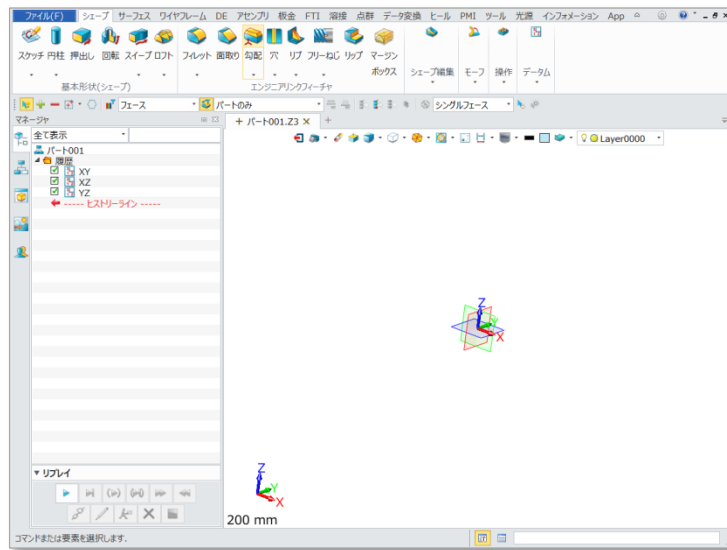 ファイル(F) シェープ サーフェス ワイヤフレーム DE アセンブリ 板金 FTI 溶接 点群 データ変換 ヒール PMI ツール 光源 インフォメーション App
スケッチ 円柱 押出し 回転 スイープ ロフト フィレット 面取り 勾配 穴 リブ フリーねじ リップ マージン
ボックス シェープ編集 モーフ 操作 データム
基本形状(シェープ) エンジニアリングフィーチャ
フェース パートのみ シングルフェース
マネージャ
+ パート001.Z3 × +
全て表示
Layer0000
パート001
履歴
XY
XZ
YZ
----- ヒストリーライン -----
Z
Y
X
リプレイ
Z
Y
X
200 mm
コマンドまたは要素を選択します。